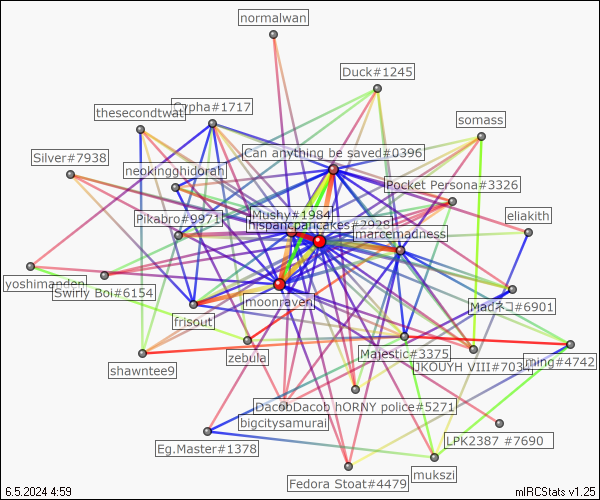 normalwan
Duck#1245
thesecondtwat
Cypha#1717
somass
Can anything be saved#0396
Silver#7938
neokingghidorah
Pocket Persona#3326
Pikabro#9971
Mushy#1984
hispanicpancakes#2928
marcemadness
eliakith
yoshimanden
Swirly Boi#6154
moonraven
Madネコ#6901
frisout
zebula
Majestic#3375
JKOUYH VIII#7034
ming#4742
shawntee9
DacobDacob hORNY police#5271
bigcitysamurai
Eg.Master#1378
LPK2387 #7690
Fedora Stoat#4479
mukszi
6.5.2024 4:59
mIRCStats v1.25